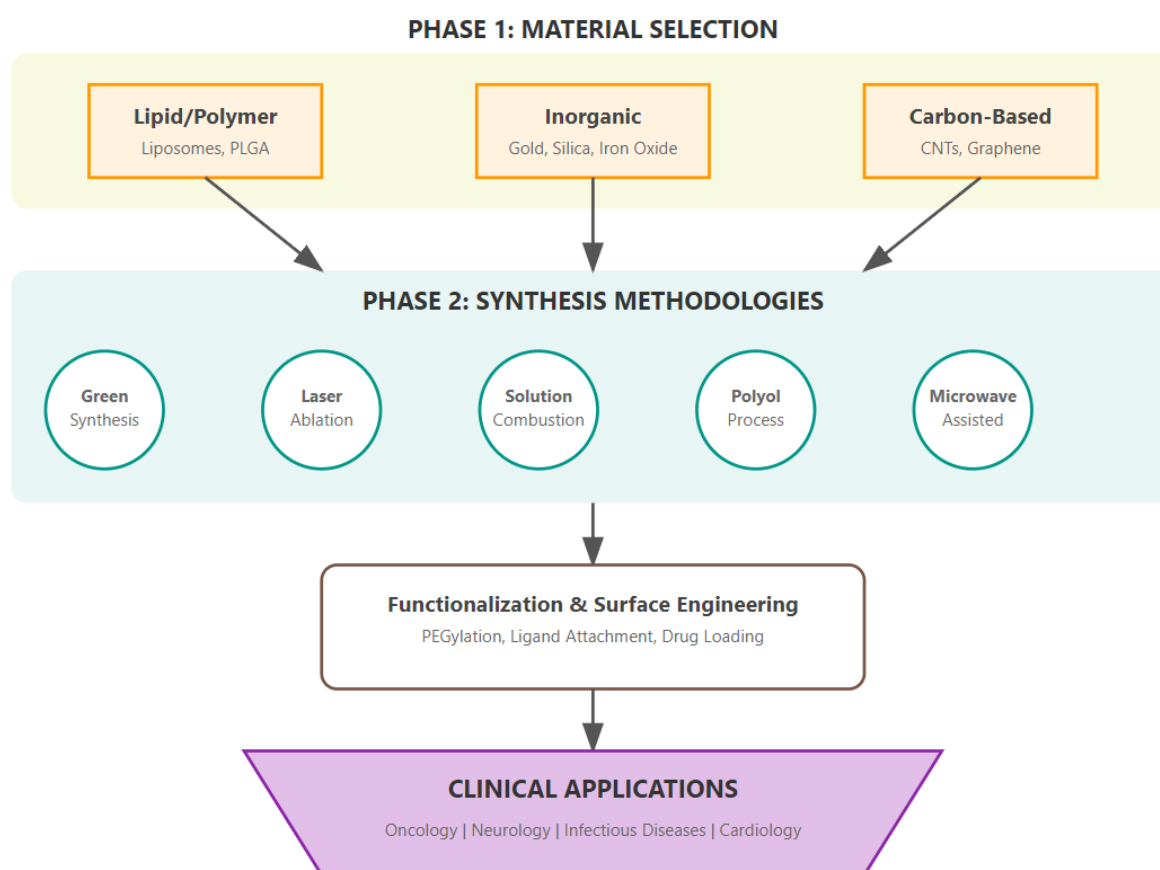 PHASE 1: MATERIAL SELECTION
Lipid/Polymer
Liposomes, PLGA
Inorganic
Gold, Silica, Iron Oxide
Carbon-Based
CNTs, Graphene
PHASE 2: SYNTHESIS METHODOLOGIES
Green
Synthesis
Laser
Ablation
Solution
Combustion
Polyol
Process
Microwave
Assisted
Functionalization & Surface Engineering
PEGylation, Ligand Attachment, Drug Loading
CLINICAL APPLICATIONS
Oncology | Neurology | Infectious Diseases | Cardiology